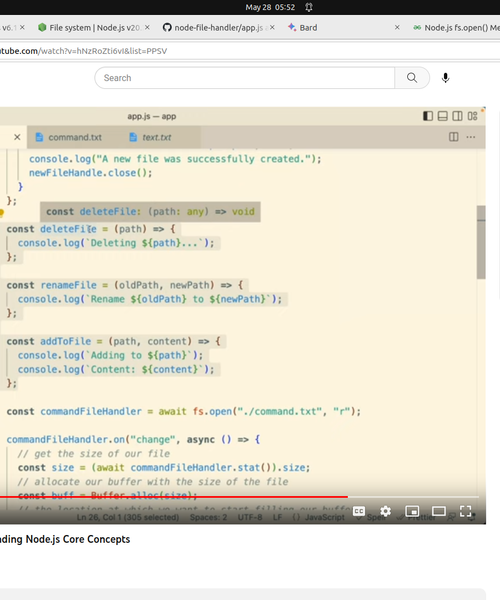 May 28 05:52
v6.1 × File system | Node.js v20 × node-file-handler/app.js × Bard × Node.js fs.open() Me
utube.com/watch?v=hNzRoZti6vI&list=PPSV
Search
app.js — app
× command.txt text.txt
console.log("A new file was successfully created.");
newFileHandle.close();
}
};
const deleteFile: (path: any) => void
const deleteFile = (path) => {
console.log(`Deleting ${path}...`);
};
const renameFile = (oldPath, newPath) => {
console.log(`Rename ${oldPath} to ${newPath}`);
};
const addToFile = (path, content) => {
console.log(`Adding to ${path}`);
console.log(`Content: ${content}`);
};
const commandFileHandler = await fs.open("./command.txt", "r");
commandFileHandler.on("change", async () => {
// get the size of our file
const size = (await commandFileHandler.stat()).size;
// allocate our buffer with the size of the file
const buff = Buffer.alloc(size);
// the location at which we want to start filling our buff
Ln 26, Col 1 (305 selected) Spaces: 2 UTF-8 LF {} JavaScript Spell Prettier
CC
nding Node.js Core Concepts